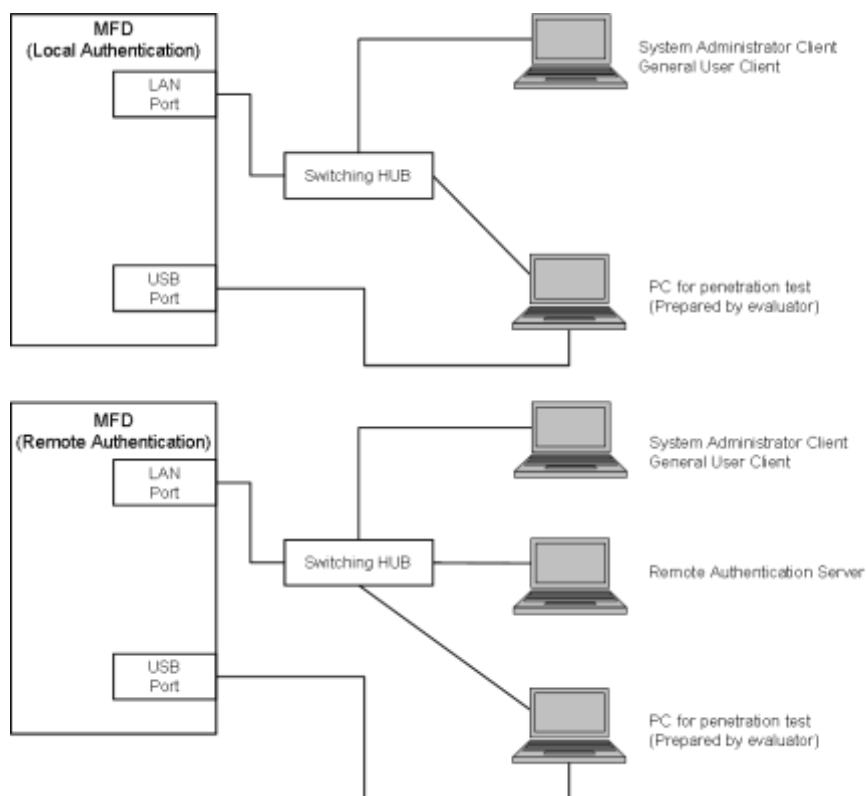 MFD
(Local Authentication)
LAN
Port
System Administrator Client
General User Client
Switching HUB
USB
Port
PC for penetration test
(Prepared by evaluator)
MFD
(Remote Authentication)
LAN
Port
System Administrator Client
General User Client
Switching HUB
Remote Authentication Server
USB
Port
PC for penetration test
(Prepared by evaluator)